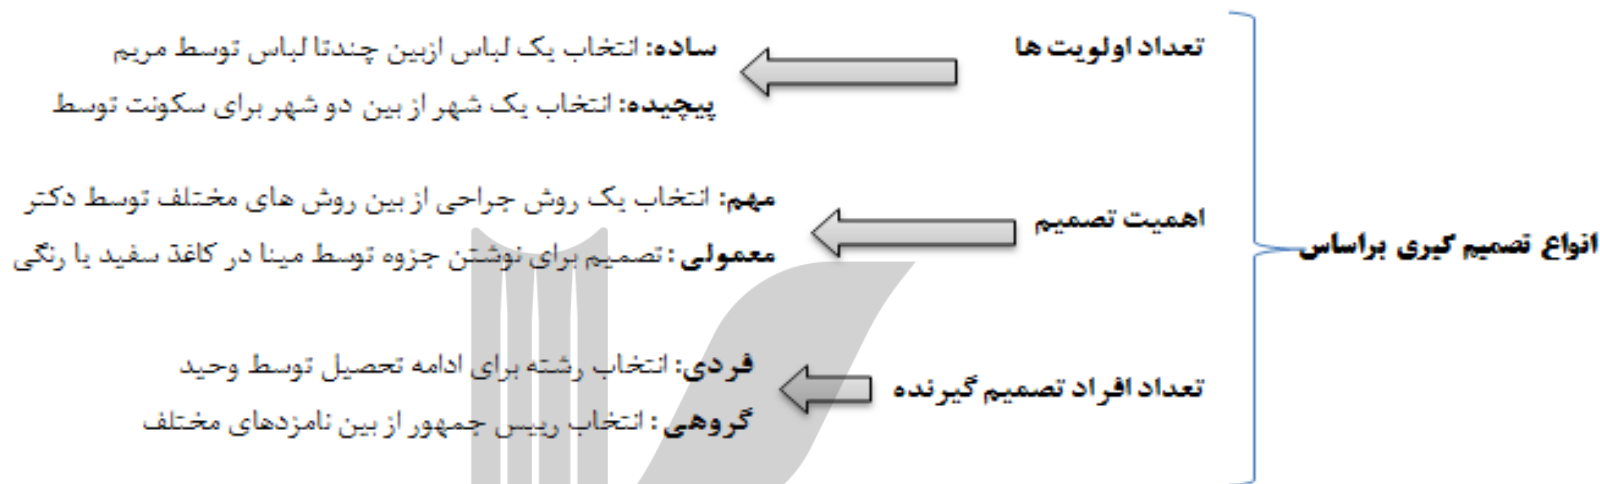 انواع تصمیم گیری براساس
تعداد اولویت ها
ساده: انتخاب یک لباس ازبین چندتا لباس توسط مریم
پیچیده: انتخاب یک شهر از بین دو شهر برای سکونت توسط
اهمیت تصمیم
مهم: انتخاب یک روش جراحی از بین روش های مختلف توسط دکتر
معمولی : تصمیم برای نوشتن جزوه توسط مینا در کاغذ سفید یا رنگی
تعداد افراد تصمیم گیرنده
فردی: انتخاب رشته برای ادامه تحصیل توسط وحید
گروهی : انتخاب رییس جمهور از بین نامزدهای مختلف